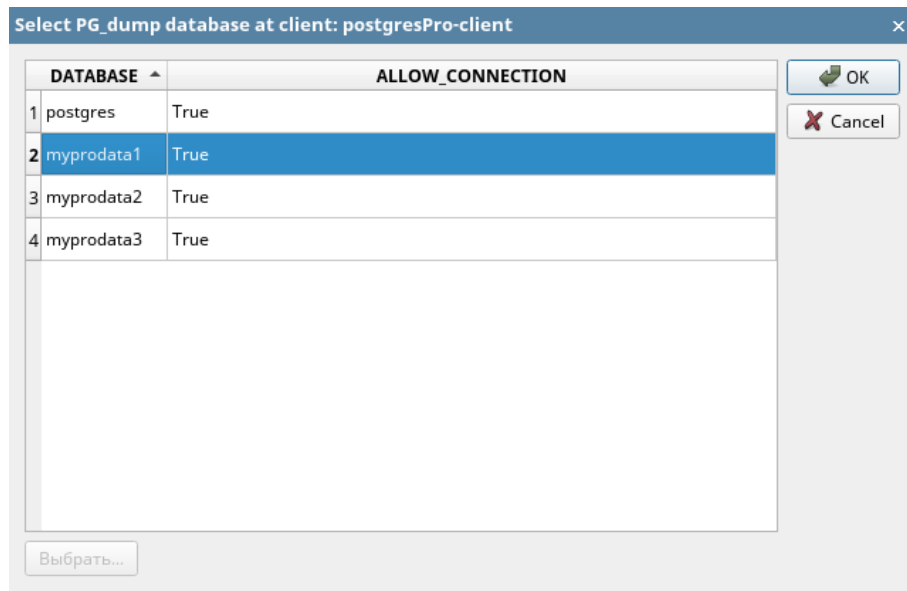 Select PG_dump database at client: postgresPro-client ×
DATABASE ALLOW_CONNECTION
OK
1 postgres True
Cancel
2 myprodata1 True
3 myprodata2 True
4 myprodata3 True
Выбрать...